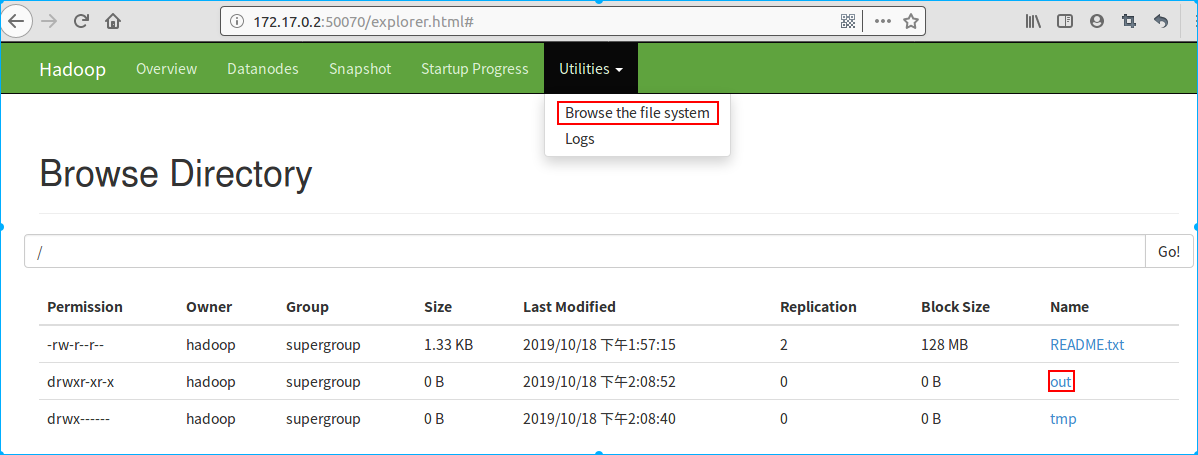 172.17.0.2:50070/explorer.html#
Hadoop Overview Datanodes Snapshot Startup Progress Utilities
Browse the file system
Logs
Browse Directory
/ Go!
Permission Owner Group Size Last Modified Replication Block Size Name
-rw-r--r-- hadoop supergroup 1.33 KB 2019/10/18 下午1:57:15 2 128 MB README.txt
drwxr-xr-x hadoop supergroup 0 B 2019/10/18 下午2:08:52 0 0 B out
drwx------ hadoop supergroup 0 B 2019/10/18 下午2:08:40 0 0 B tmp